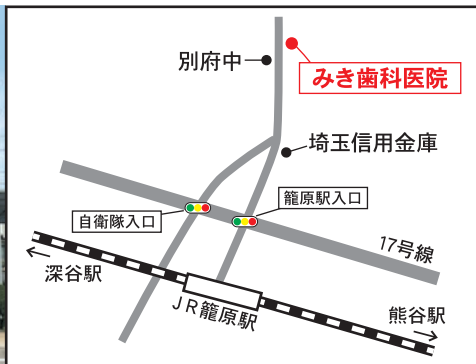 別府中
みき歯科医院
埼玉信用金庫
籠原駅入口
自衛隊入口
17号線
深谷駅
JR籠原駅
熊谷駅